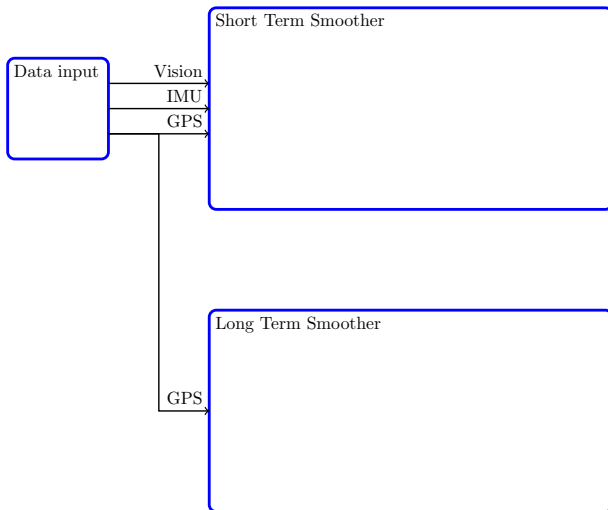 Short Term Smoother
Data input
Vision
IMU
GPS
Long Term Smoother
GPS